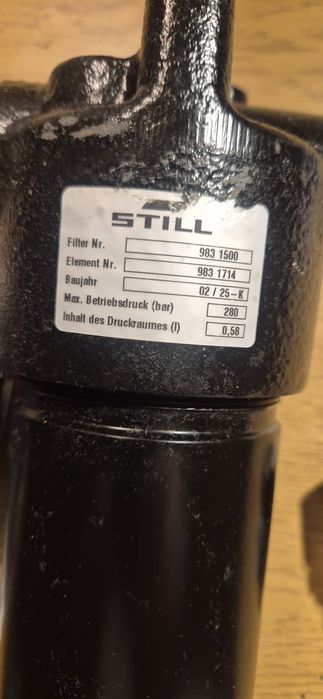 STILL
Filter Nr. 983 1500
Element Nr. 983 1714
Baujahr 02 / 25-K
Max. Betriebsdruck (bar) 280
Inhalt des Druckraumes (l) 0,58